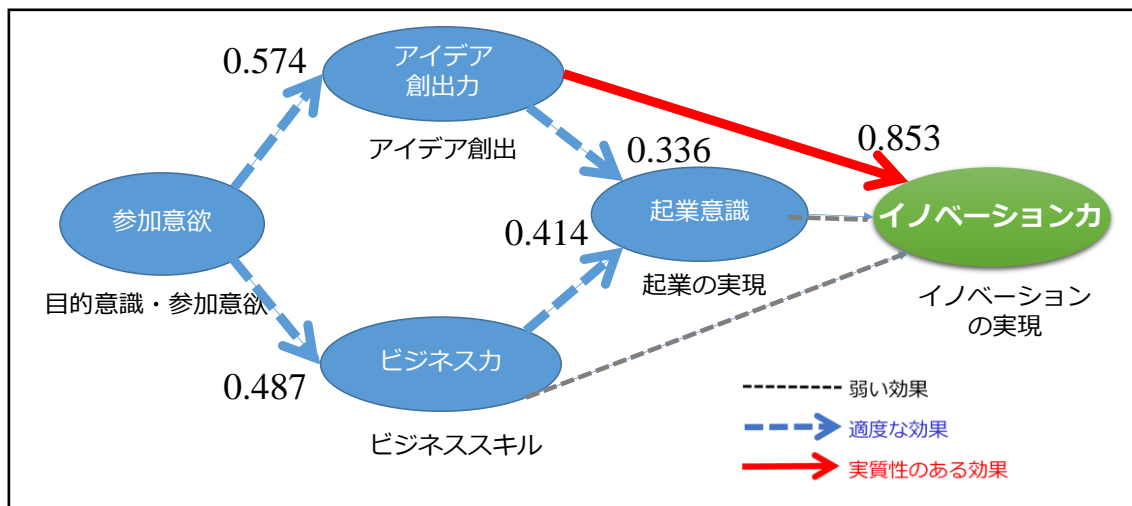 アイデア
創出力
0.574
アイデア創出
0.336
0.853
参加意欲
起業意識
イノベーション力
0.414
目的意識・参加意欲
起業の実現
イノベーション
の実現
ビジネス力
0.487
ビジネススキル
弱い効果
適度な効果
実質性のある効果